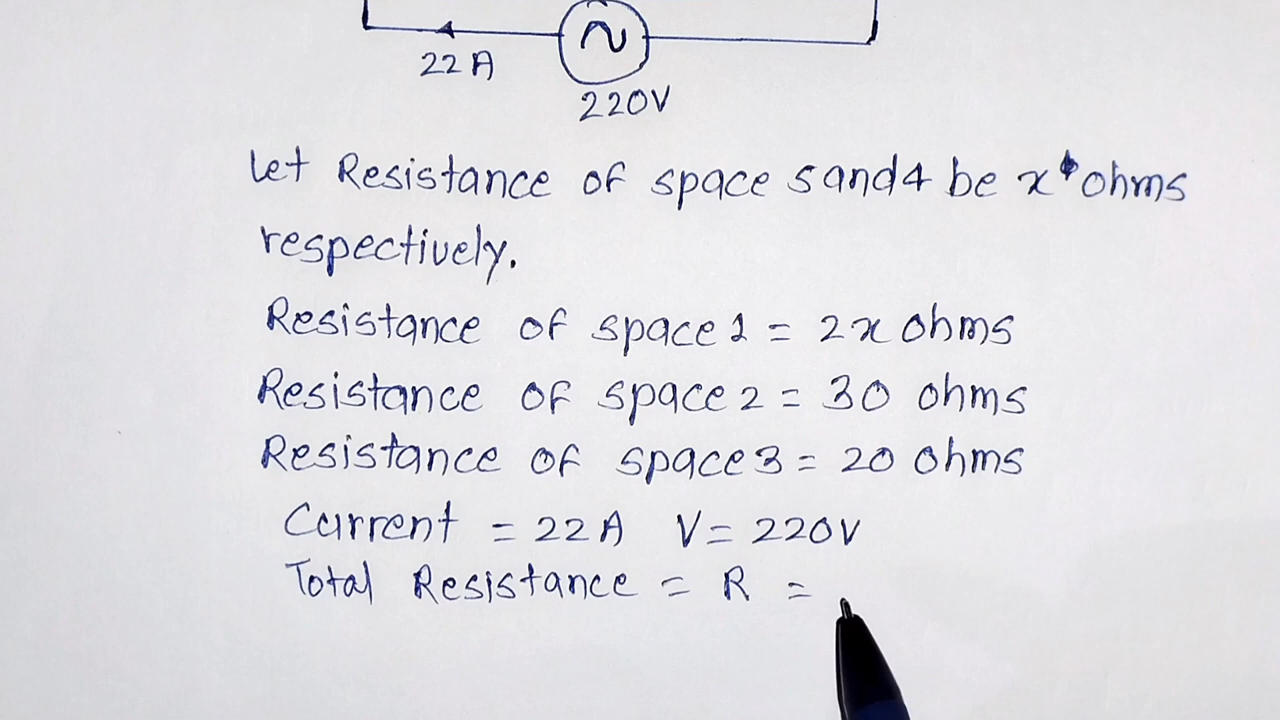 22 A
220V
Let Resistance of space 5 and 4 be x ohms
respectively.
Resistance of space 1 = 2x ohms
Resistance of space 2 = 30 ohms
Resistance of space 3 = 20 ohms
Current = 22 A V = 220V
Total Resistance = R =